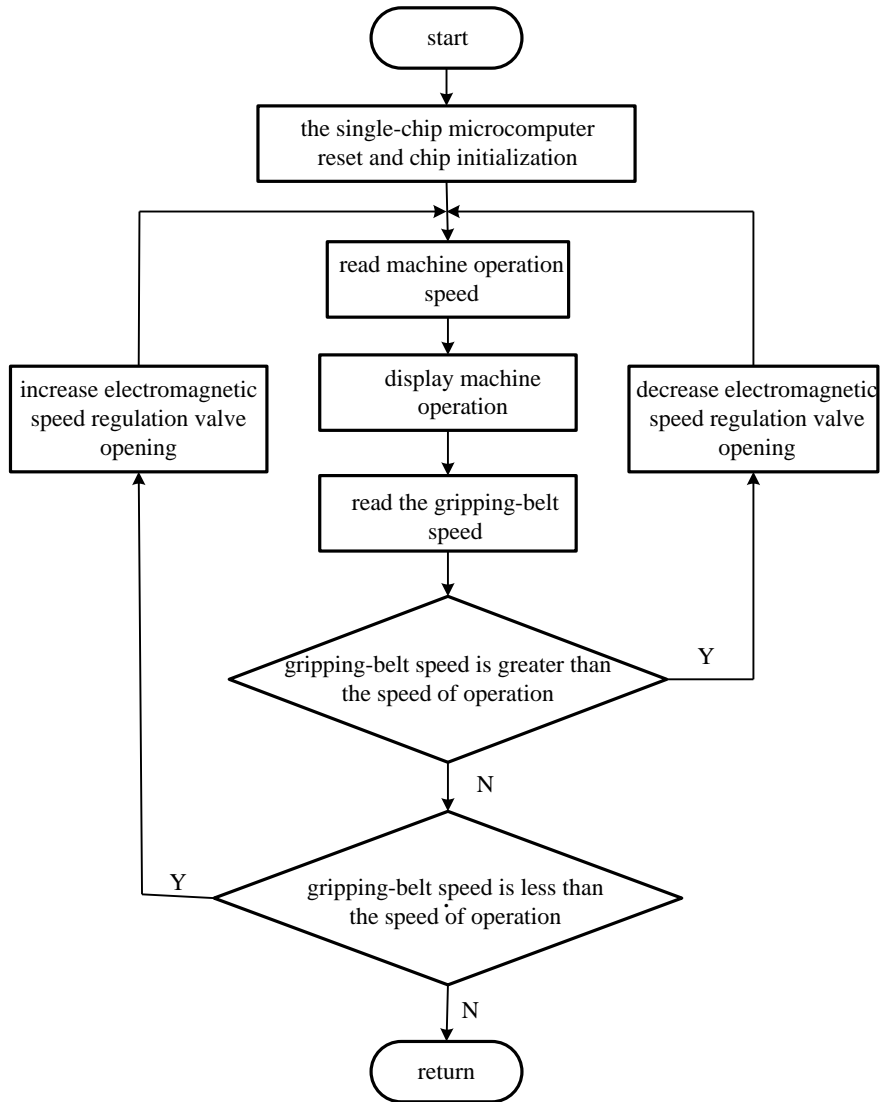 start
the single-chip microcomputer
reset and chip initialization
read machine operation
speed
display machine
operation
increase electromagnetic
speed regulation valve
opening
decrease electromagnetic
speed regulation valve
opening
read the gripping-belt
speed
gripping-belt speed is greater than
the speed of operation
Y
N
gripping-belt speed is less than
the speed of operation
Y
N
return